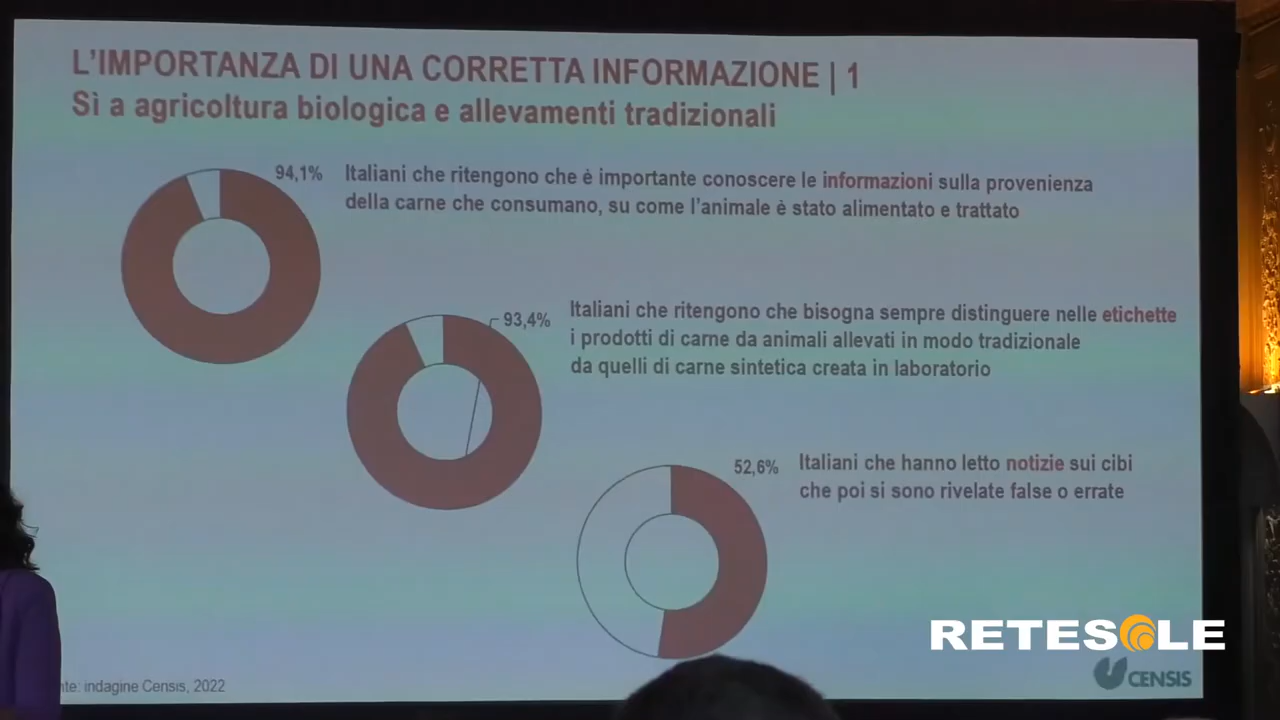 L'IMPORTANZA DI UNA CORRETTA INFORMAZIONE | 1
Sì a agricoltura biologica e allevamenti tradizionali
94,1%
Italiani che ritengono che è importante conoscere le informazioni sulla provenienza
della carne che consumano, su come l'animale è stato alimentato e trattato
93,4%
Italiani che ritengono che bisogna sempre distinguere nelle etichette
i prodotti di carne da animali allevati in modo tradizionale
da quelli di carne sintetica creata in laboratorio
52,6%
Italiani che hanno letto notizie sui cibi
che poi si sono rivelate false o errate
RETESOLE
CENSIS
indagine Censis, 2022